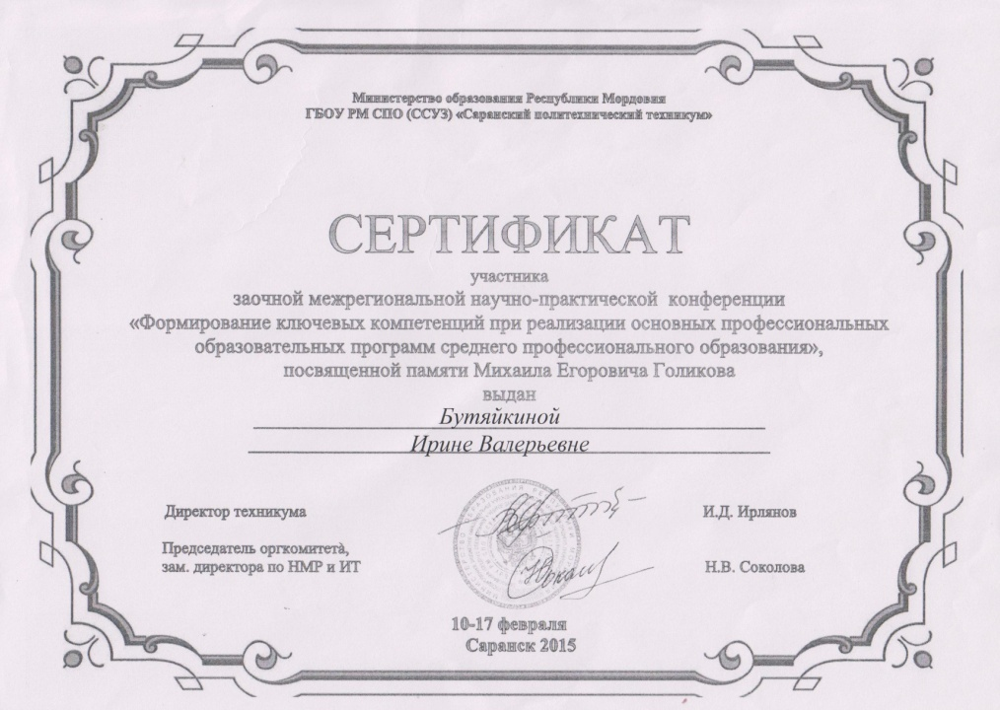 Министерство образования Республики Мордовия
ГБОУ РМ СПО (ССУЗ) «Саранский политехнический техникум»
СЕРТИФИКАТ
участника
заочной межрегиональной научно-практической конференции
«Формирование ключевых компетенций при реализации основных профессиональных
образовательных программ среднего профессионального образования»,
посвященной памяти Михаила Егоровича Голикова
выдан
Бутяйкиной
Ирине Валерьевне
Директор техникума
И.Д. Ирлянов
Председатель оргкомитета,
зам. директора по НМР и ИТ
Н.В. Соколова
10-17 февраля
Саранск 2015